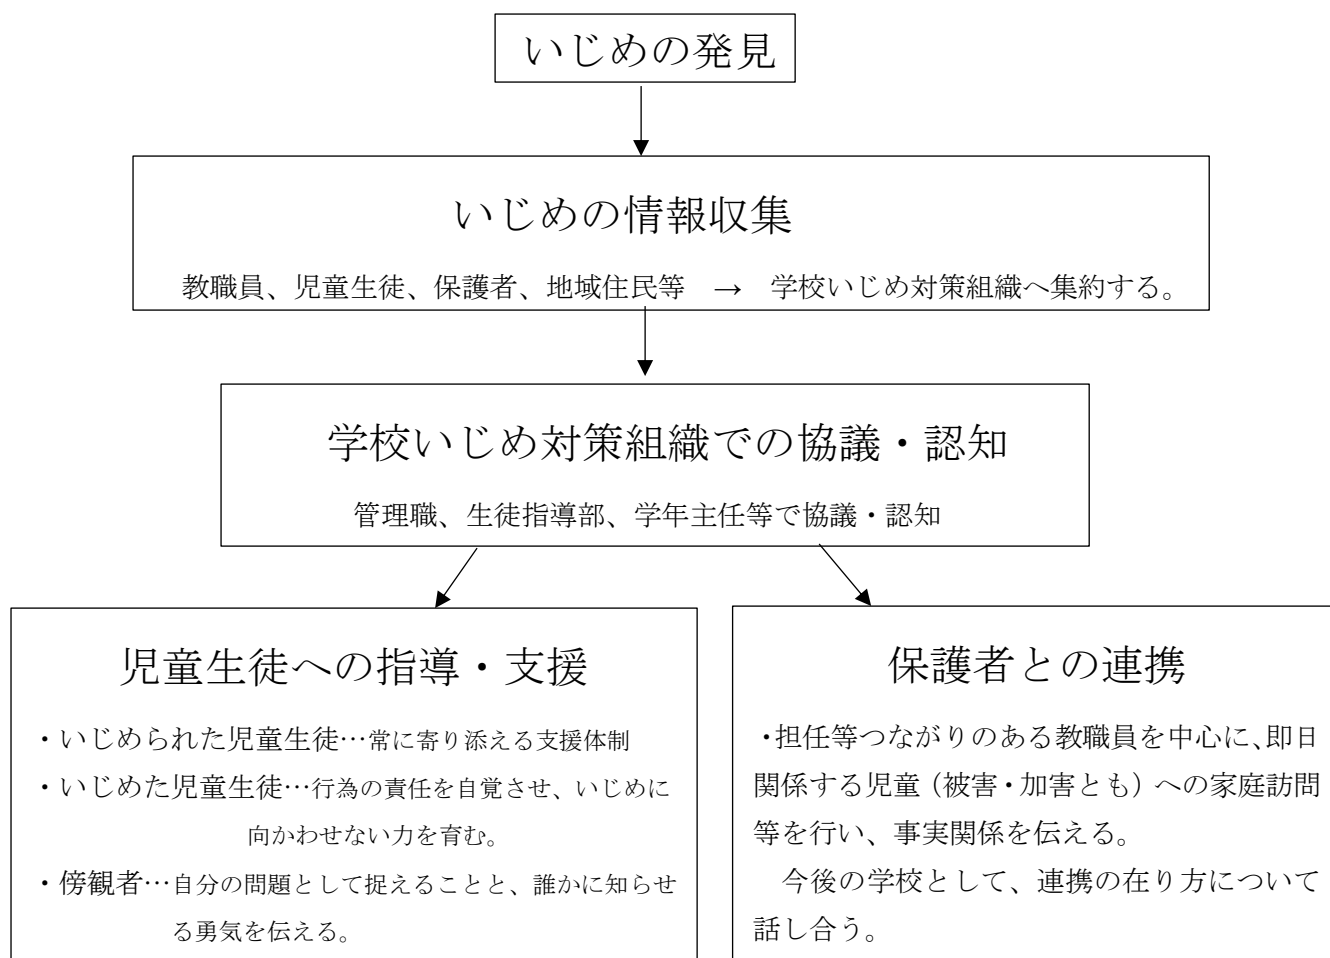 いじめの発見
いじめの情報収集
教職員、児童生徒、保護者、地域住民等　→　学校いじめ対策組織へ集約する。
学校いじめ対策組織での協議・認知
管理職、生徒指導部、学年主任等で協議・認知
児童生徒への指導・支援
・いじめられた児童生徒…常に寄り添える支援体制
・いじめた児童生徒…行為の責任を自覚させ、いじめに
向かわせない力を育む。
・傍観者…自分の問題として捉えることと、誰かに知らせ
る勇気を伝える。
保護者との連携
・担任等つながりのある教職員を中心に、即日
関係する児童（被害・加害とも）への家庭訪問
等を行い、事実関係を伝える。
今後の学校として、連携の在り方について
話し合う。